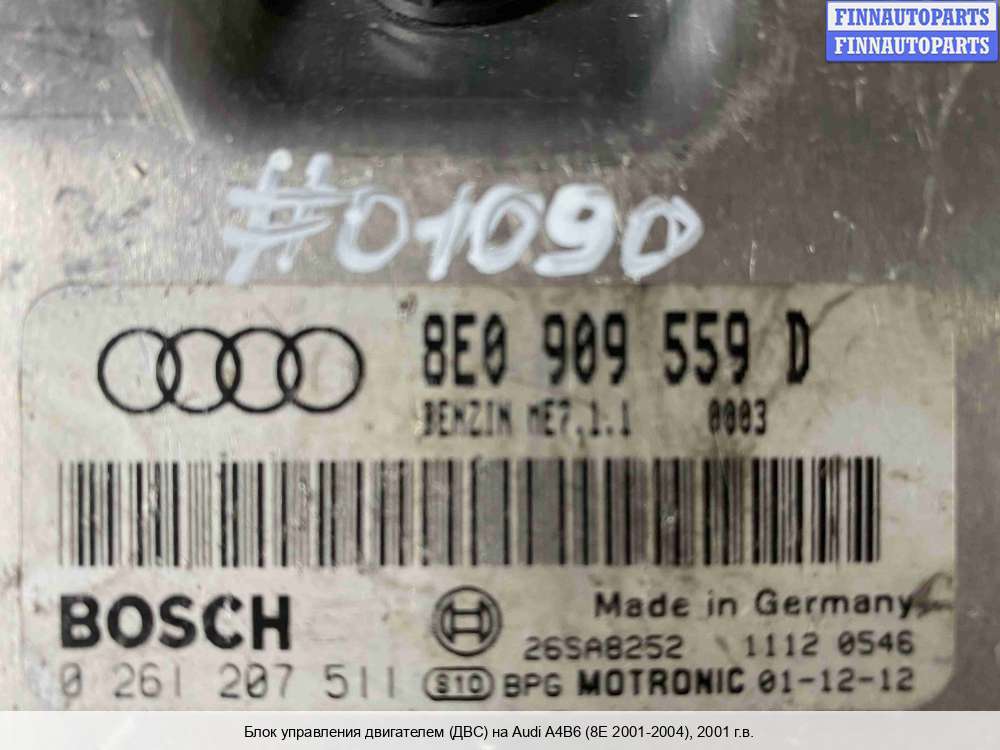 FINNAUTOPARTS
FINNAUTOPARTS
#01090
8E0 909 559 D
BENZIN ME7.1.1 0003
BOSCH
Made in Germany
26SA8252 1112 0546
0 261 207 511 S10 BPG MOTRONIC 01-12-12
Блок управления двигателем (ДВС) на Audi A4B6 (8E 2001-2004), 2001 г.в.